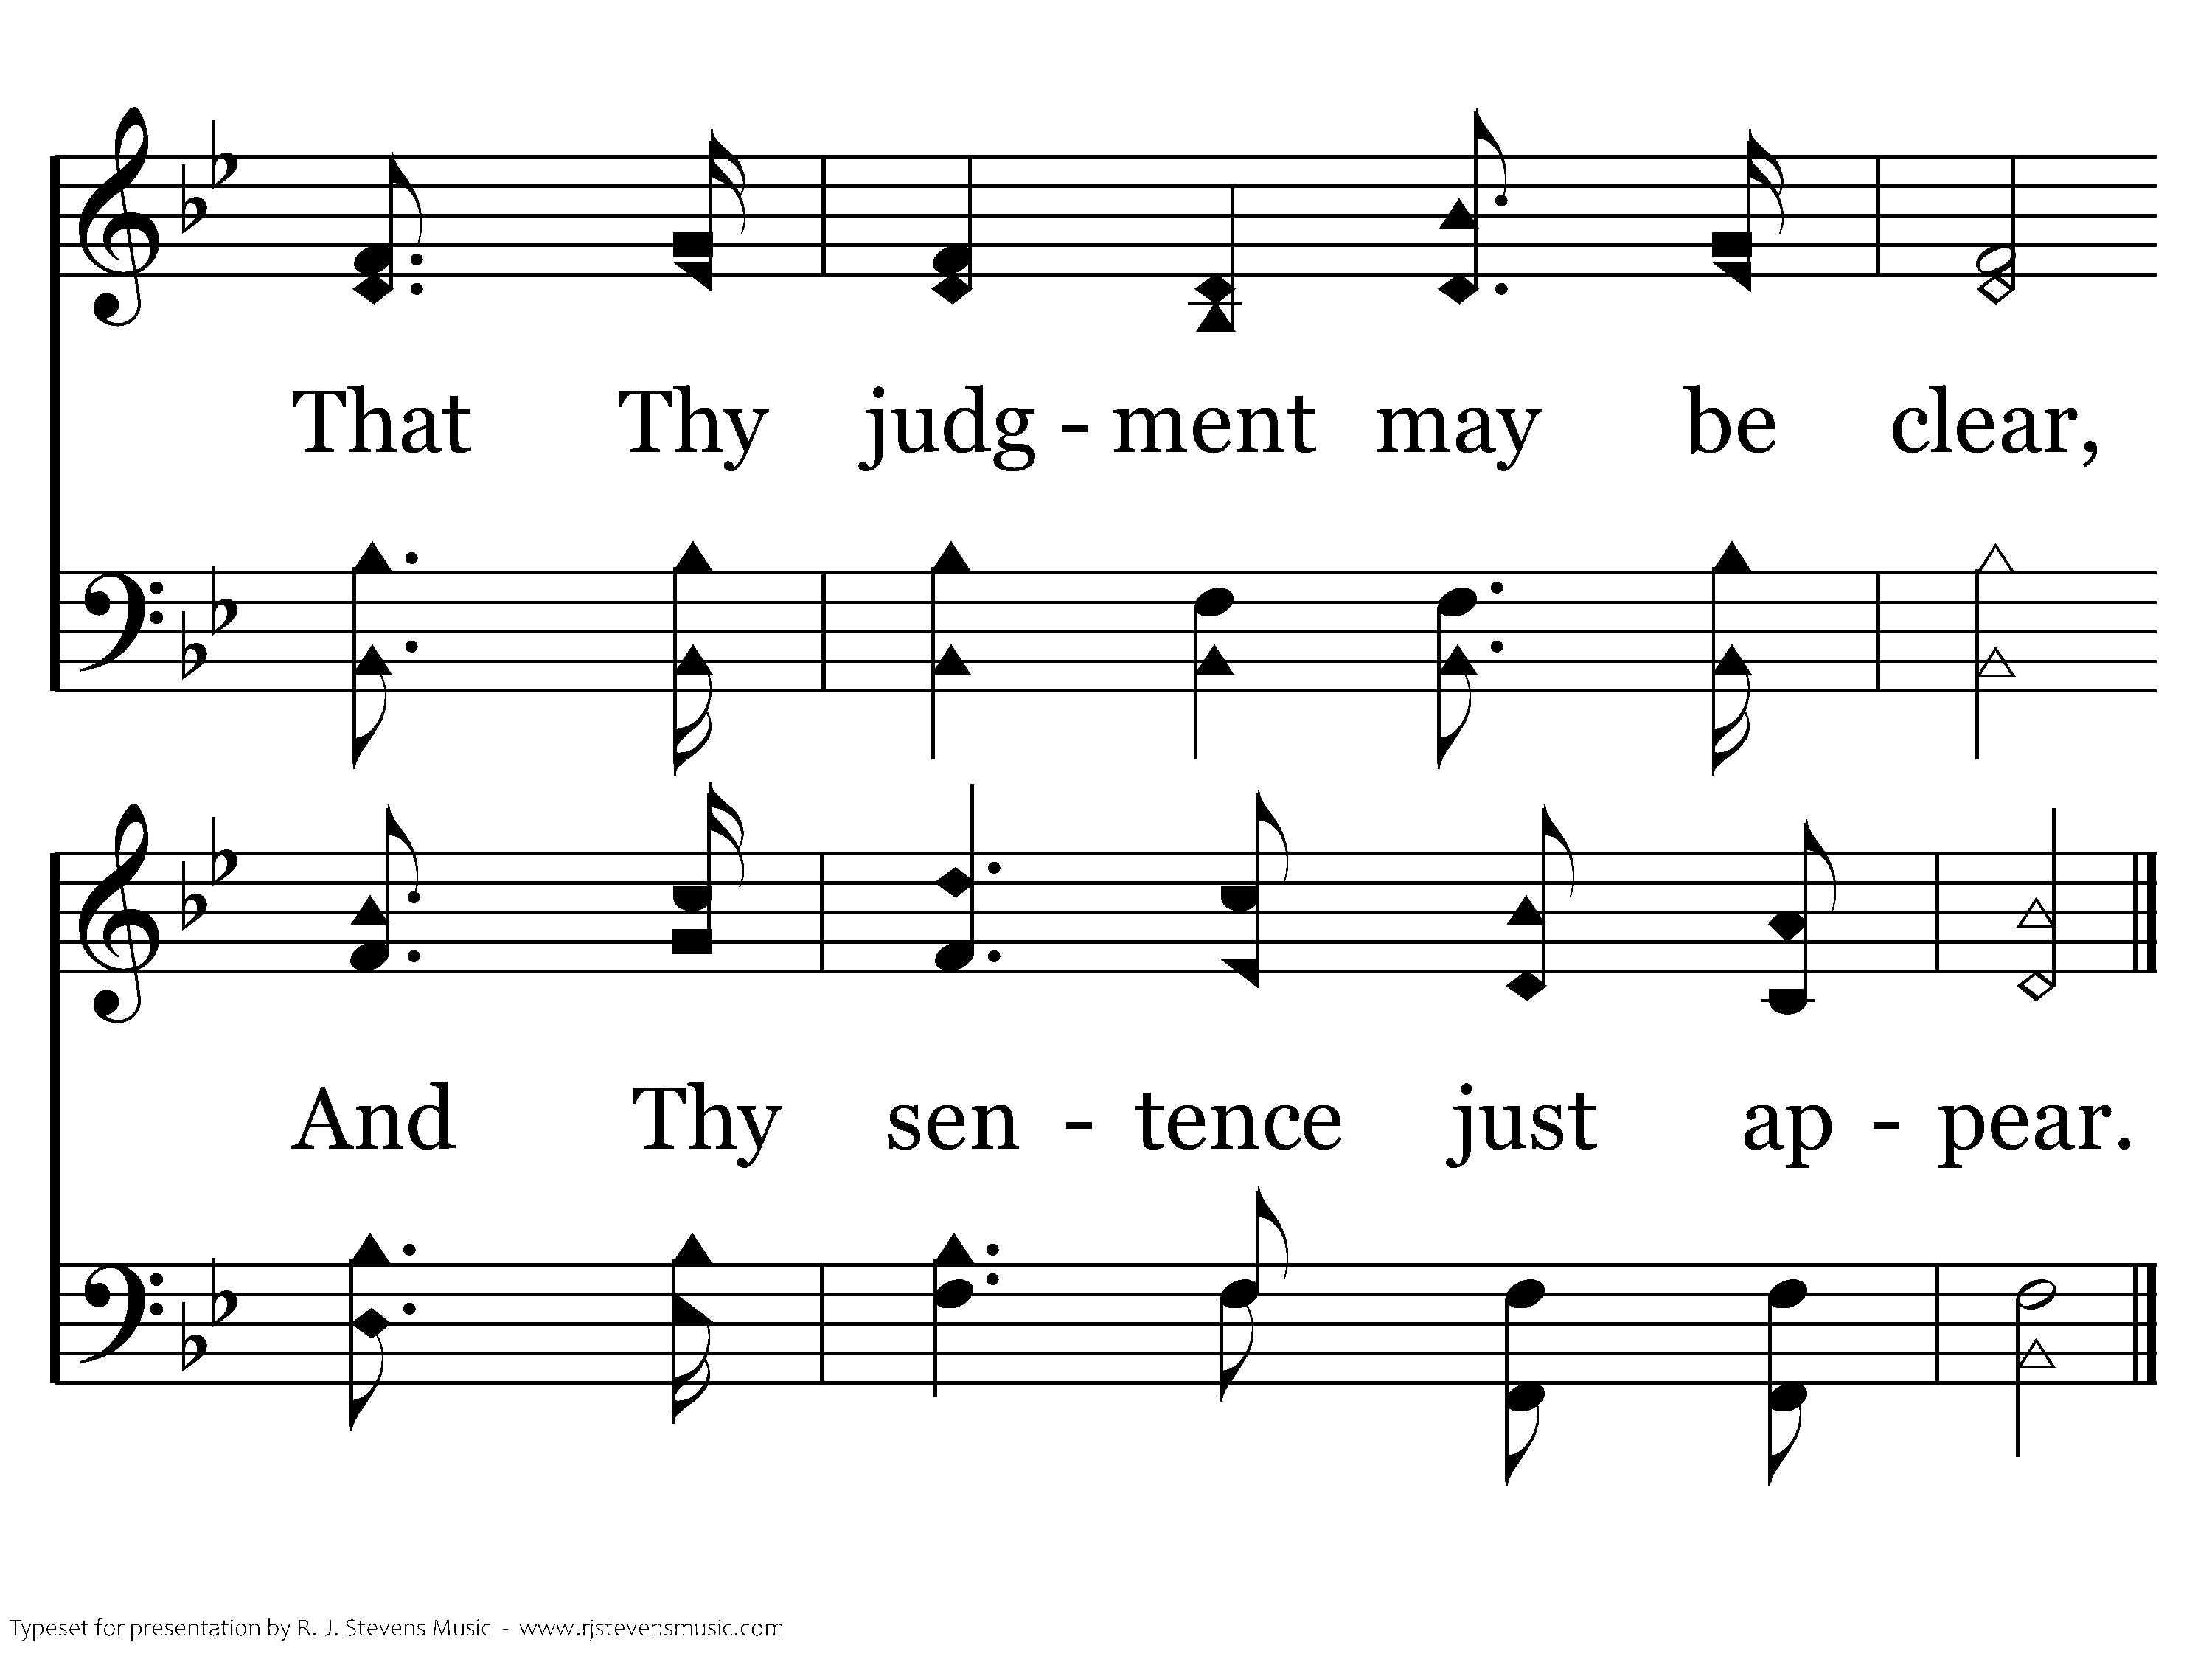 That Thy judg - ment may be clear,
And Thy sen - tence just ap - pear.
Typeset for presentation by R. J. Stevens Music - www.rjstevensmusic.com